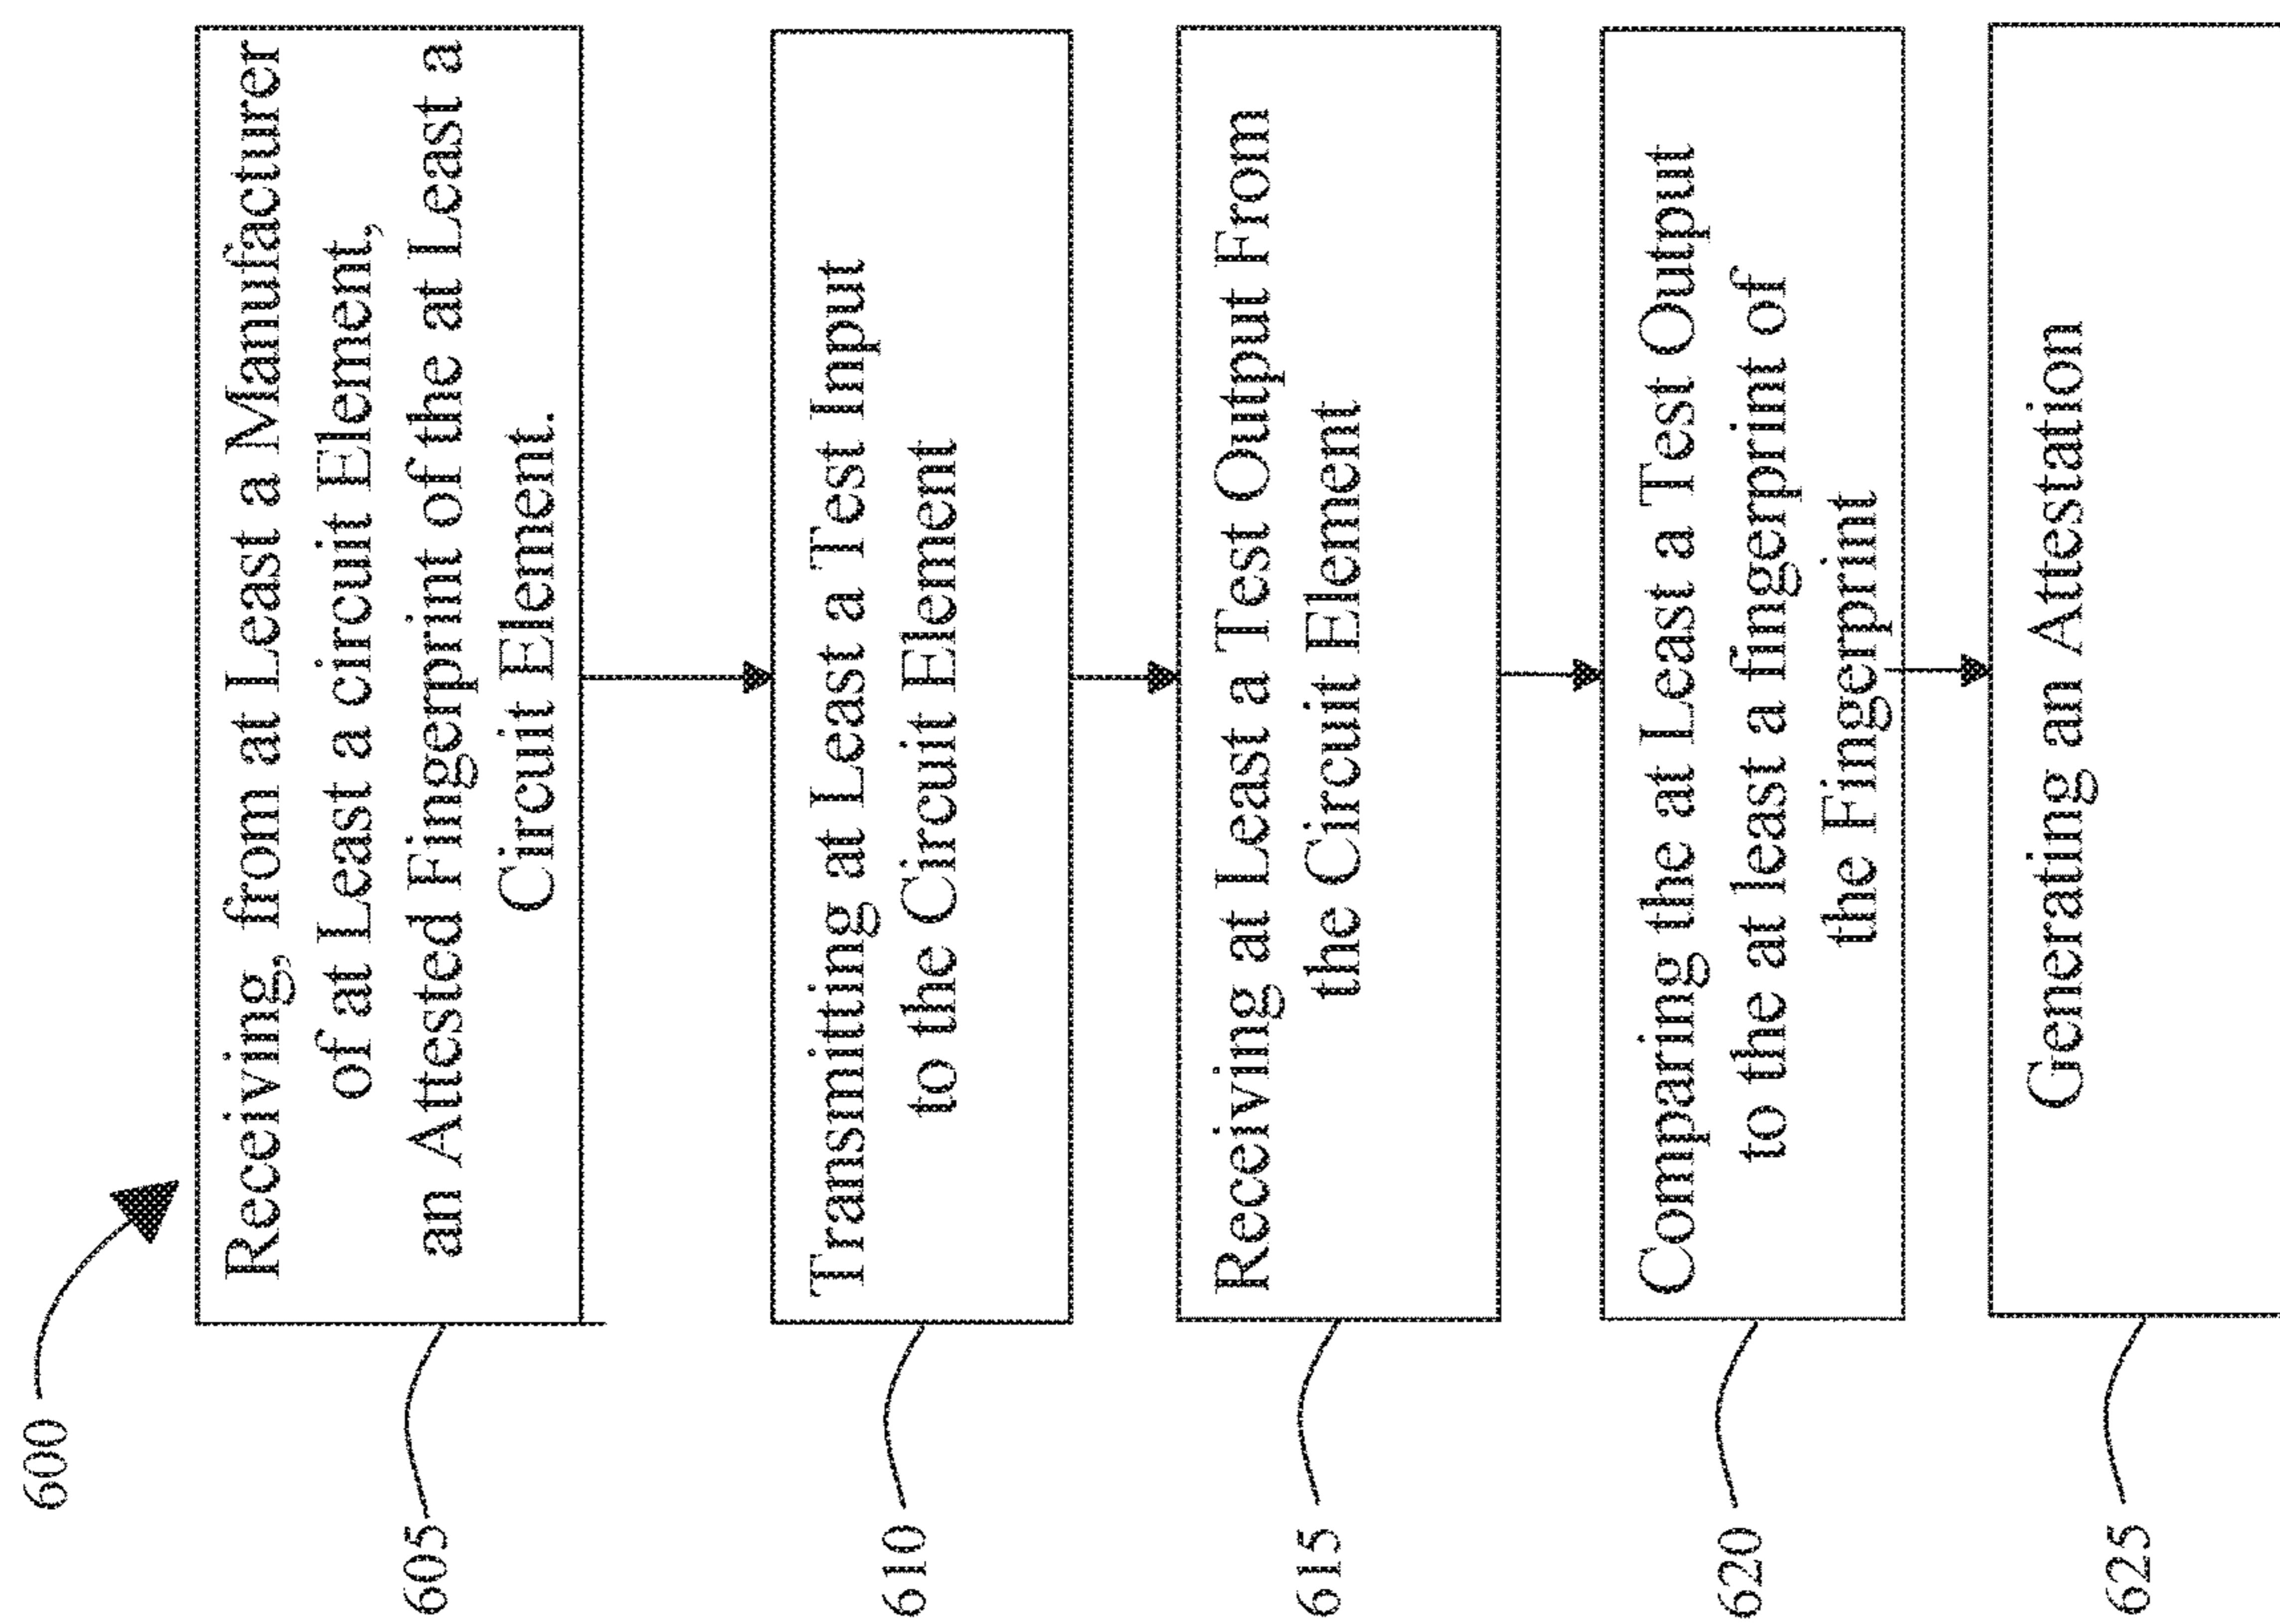 600
605
Receiving, from at Least a Manufacturer
of at Least a circuit Element,
an Attested Fingerprint of the at Least a
Circuit Element.
610
Transmitting at Least a Test Input
to the Circuit Element
615
Receiving at Least a Test Output From
the Circuit Element
620
Comparing the at Least a Test Output
to the at least a fingerprint of
the Fingerprint
625
Generating an Attestation